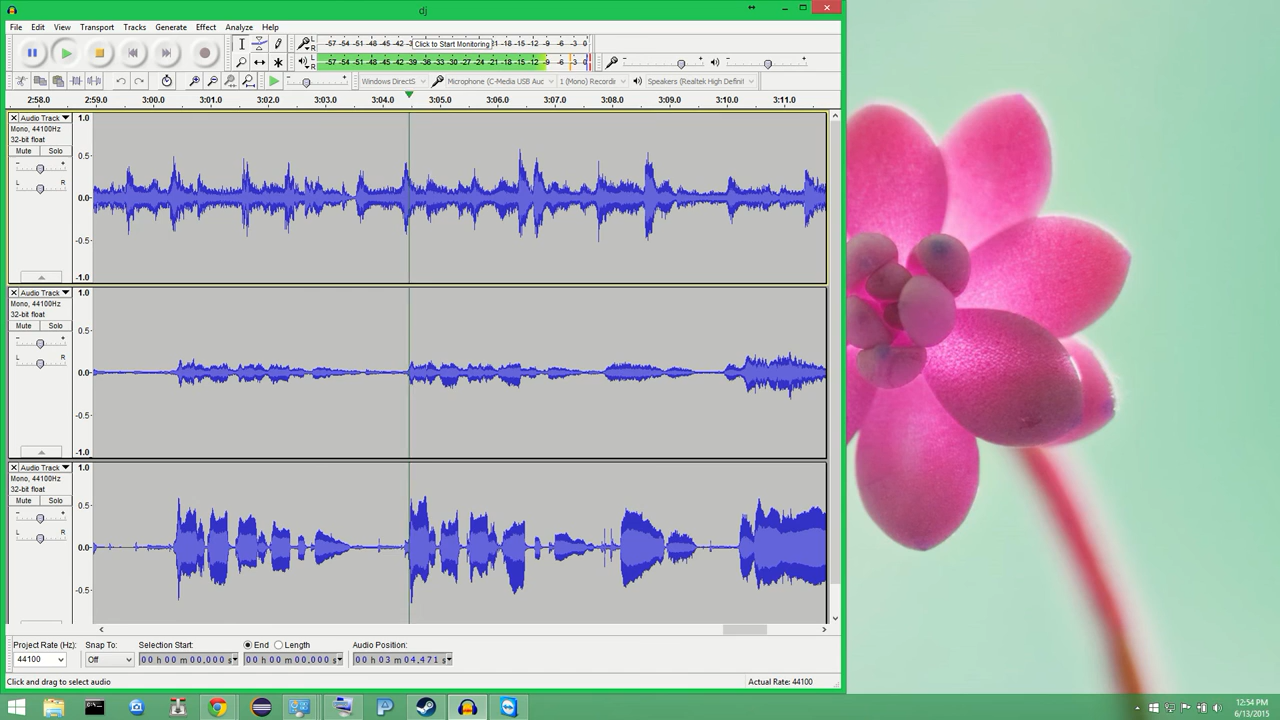 dj
File Edit View Transport Tracks Generate Effect Analyze Help
L R -57 -54 -51 -48 -45 -42 -3 Click to Start Monitoring 21 -18 -15 -12 -9 -6 -3 0
L R -57 -54 -51 -48 -45 -42 -39 -36 -33 -30 -27 -24 -21 -18 -15 -12 -9 -6 -3 0
Windows DirectS Microphone (C-Media USB Auc 1 (Mono) Recordir Speakers (Realtek High Defini
2:58.0 2:59.0 3:00.0 3:01.0 3:02.0 3:03.0 3:04.0 3:05.0 3:06.0 3:07.0 3:08.0 3:09.0 3:10.0 3:11.0
Audio Track 1.0
Mono, 44100Hz
32-bit float
Mute Solo 0.5
- +
L R
0.0
-0.5
-1.0
Audio Track 1.0
Mono, 44100Hz
32-bit float
Mute Solo 0.5
- +
L R
0.0
-0.5
-1.0
Audio Track 1.0
Mono, 44100Hz
32-bit float
Mute Solo 0.5
- +
L R
0.0
-0.5
Project Rate (Hz): Snap To: Selection Start: End Length Audio Position:
44100 Off 00 h 00 m 00,000 s 00 h 00 m 00,000 s 00 h 03 m 04,471 s
Click and drag to select audio Actual Rate: 44100
12:54 PM
6/13/2015